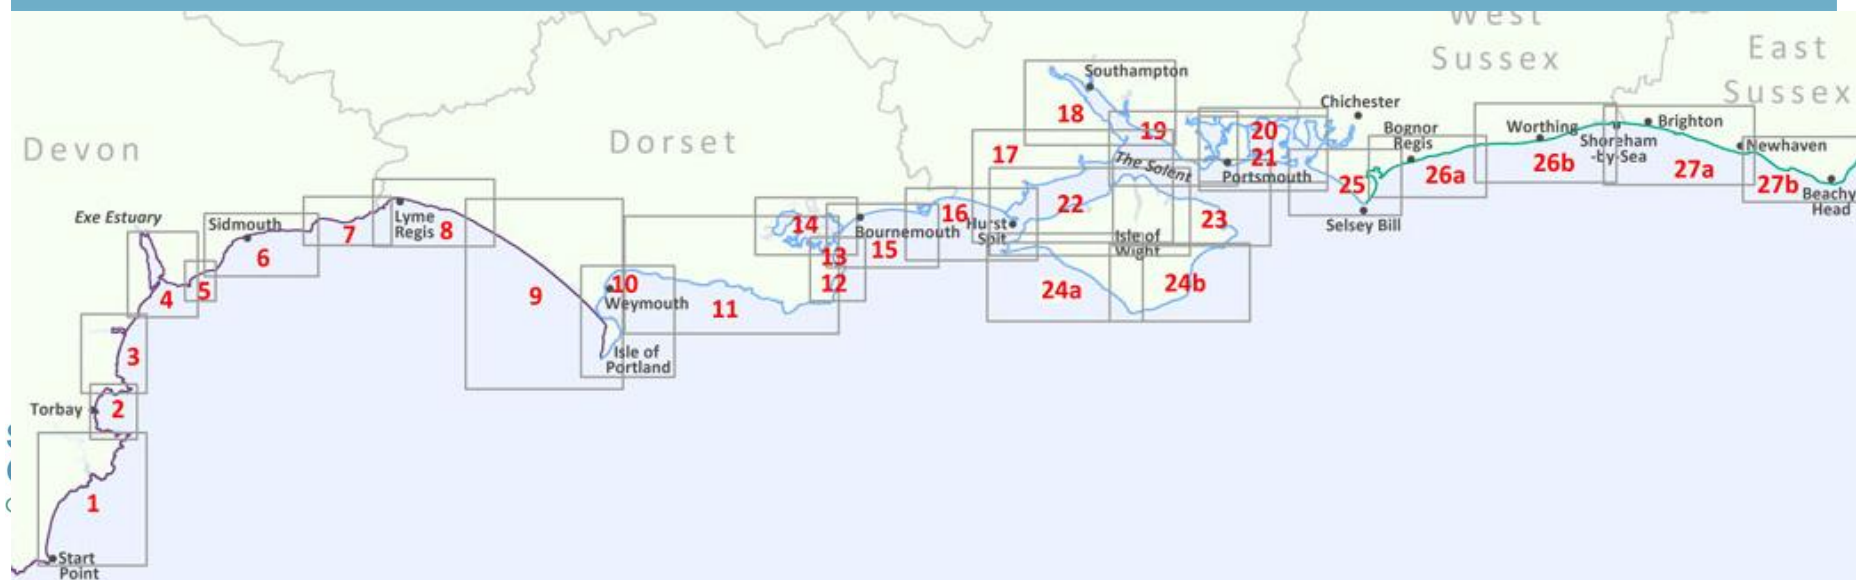 West
Sussex
East
Sussex
Devon
Dorset
Southampton
18
19
17
The Solent
20
21
Portsmouth
Chichester
Bognor
Regis
25
26a
Selsey Bill
Worthing
26b
Shoreham
-by-Sea
Brighton
27a
Newhaven
27b
Beachy
Head
Exe Estuary
Sidmouth
6
7
Lyme
Regis
8
4
5
3
Torbay
2
1
Start
Point
9
10
Weymouth
Isle of
Portland
11
14
13
12
Bournemouth
15
16
Hurst
Spit
22
23
Isle of
Wight
24a
24b